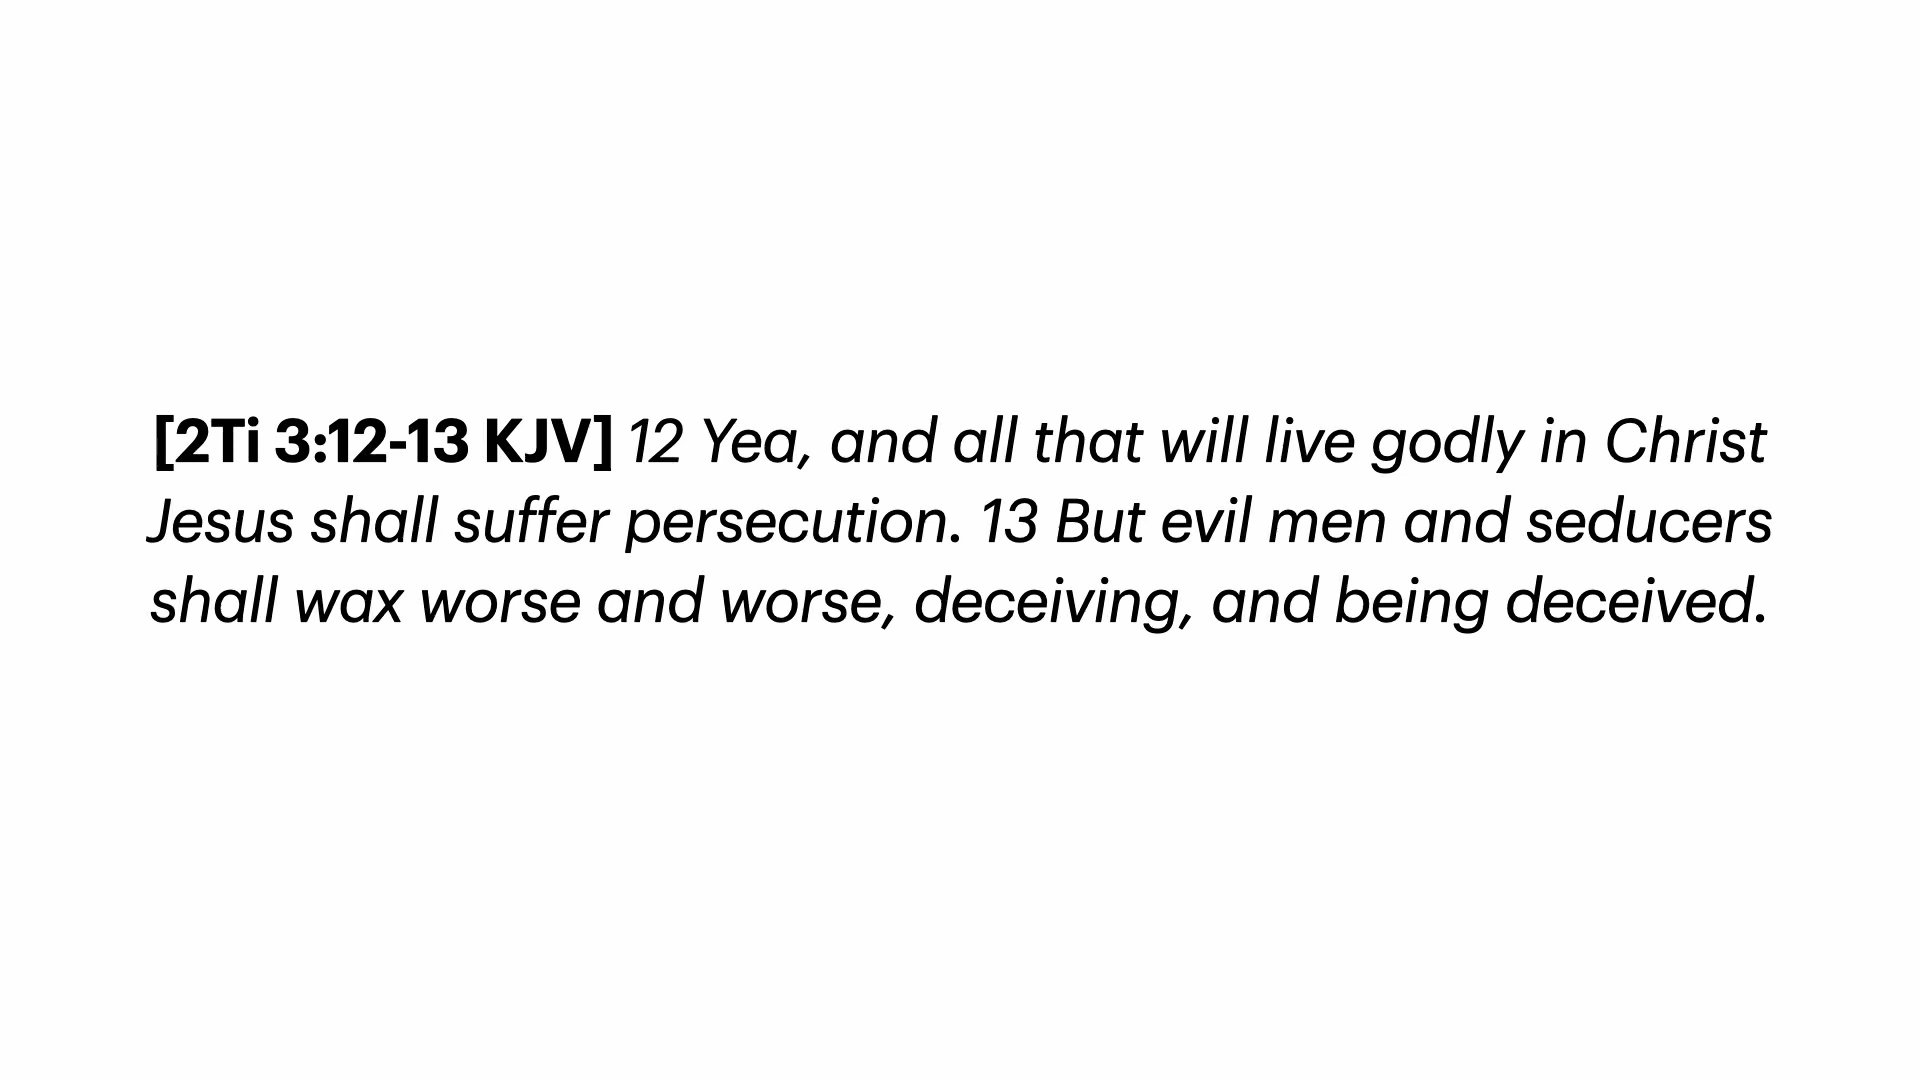 [2Ti 3:12-13 KJV] 12 Yea, and all that will live godly in Christ
Jesus shall suffer persecution. 13 But evil men and seducers
shall wax worse and worse, deceiving, and being deceived.